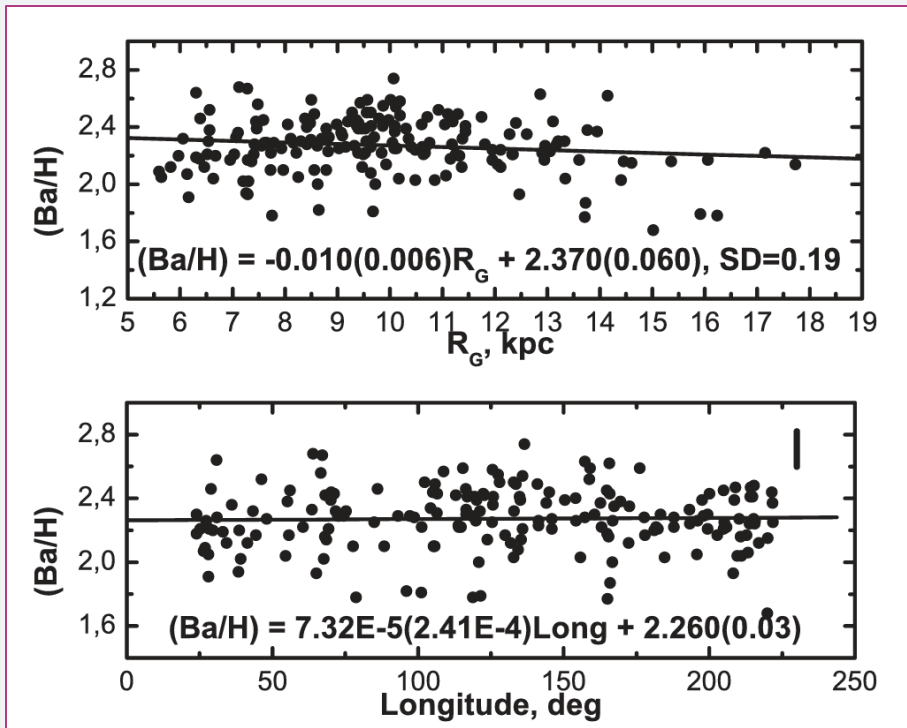 (Ba/H)
2,8
2,4
2,0
1,6
1,2
(Ba/H) = -0.010(0.006)R_G + 2.370(0.060), SD=0.19
5 6 7 8 9 10 11 12 13 14 15 16 17 18 19
R_G, kpc
(Ba/H)
2,8
2,4
2,0
1,6
(Ba/H) = 7.32E-5(2.41E-4)Long + 2.260(0.03)
0 50 100 150 200 250
Longitude, deg